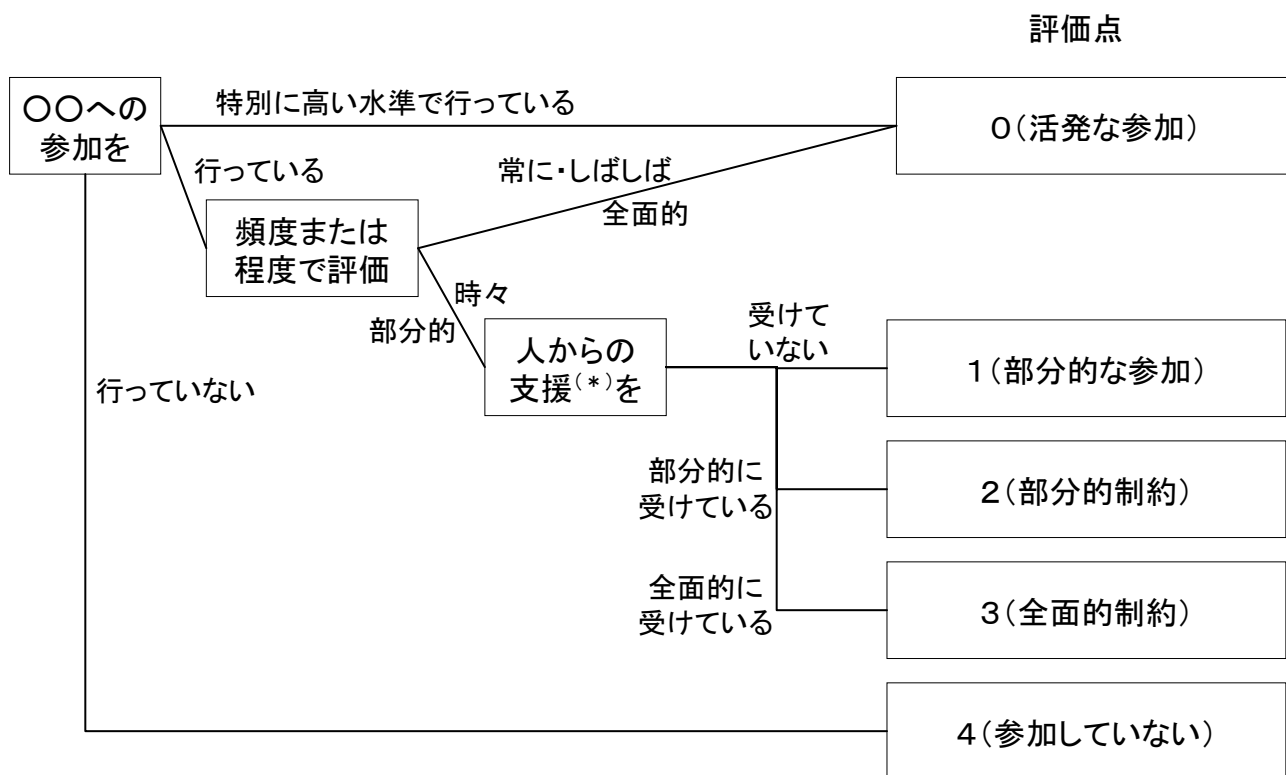 評価点
〇〇への
参加を
特別に高い水準で行っている
0(活発な参加)
行っている
常に・しばしば
全面的
頻度または
程度で評価
時々
部分的
人からの
支援(*)を
受けて
いない
1(部分的な参加)
行っていない
部分的に
受けている
2(部分的制約)
全面的に
受けている
3(全面的制約)
4(参加していない)